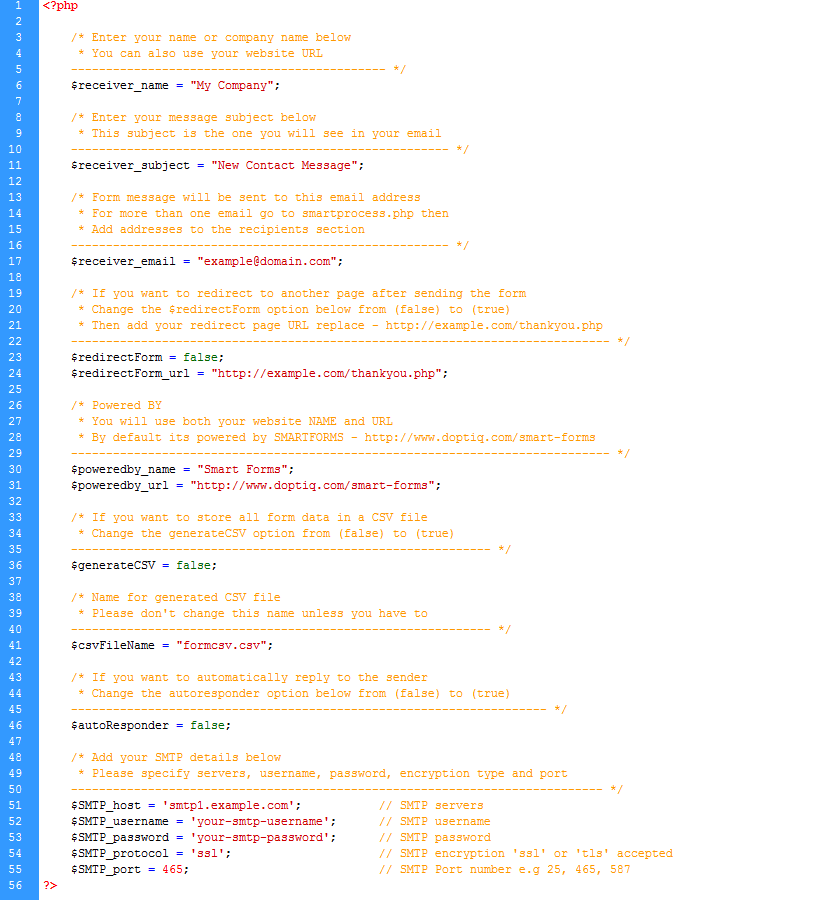 1 <?php
2
3 /* Enter your name or company name below
4 * You can also use your website URL
5 --------------------------------------------- */
6 $receiver_name = "My Company";
7
8 /* Enter your message subject below
9 * This subject is the one you will see in your email
10 ------------------------------------------------------ */
11 $receiver_subject = "New Contact Message";
12
13 /* Form message will be sent to this email address
14 * For more than one email go to smartprocess.php then
15 * Add addresses to the recipients section
16 ------------------------------------------------------ */
17 $receiver_email = "example@domain.com";
18
19 /* If you want to redirect to another page after sending the form
20 * Change the $redirectForm option below from (false) to (true)
21 * Then add your redirect page URL replace - http://example.com/thankyou.php
22 ----------------------------------------------------------------------------- */
23 $redirectForm = false;
24 $redirectForm_url = "http://example.com/thankyou.php";
25
26 /* Powered BY
27 * You will use both your website NAME and URL
28 * By default its powered by SMARTFORMS - http://www.doptiq.com/smart-forms
29 ----------------------------------------------------------------------------- */
30 $poweredby_name = "Smart Forms";
31 $poweredby_url = "http://www.doptiq.com/smart-forms";
32
33 /* If you want to store all form data in a CSV file
34 * Change the generateCSV option from (false) to (true)
35 ------------------------------------------------------------ */
36 $generateCSV = false;
37
38 /* Name for generated CSV file
39 * Please don't change this name unless you have to
40 ------------------------------------------------------------ */
41 $csvFileName = "formcsv.csv";
42
43 /* If you want to automatically reply to the sender
44 * Change the autoresponder option below from (false) to (true)
45 -------------------------------------------------------------------- */
46 $autoResponder = false;
47
48 /* Add your SMTP details below
49 * Please specify servers, username, password, encryption type and port
50 ---------------------------------------------------------------------------- */
51 $SMTP_host = 'smtp1.example.com'; // SMTP servers
52 $SMTP_username = 'your-smtp-username'; // SMTP username
53 $SMTP_password = 'your-smtp-password'; // SMTP password
54 $SMTP_protocol = 'ssl'; // SMTP encryption 'ssl' or 'tls' accepted
55 $SMTP_port = 465; // SMTP Port number e.g 25, 465, 587
56 ?>